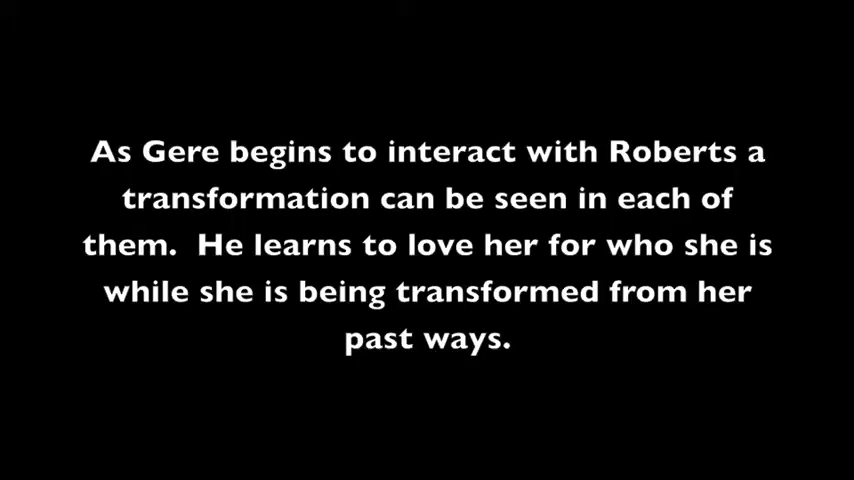 As Gere begins to interact with Roberts a
transformation can be seen in each of
them.  He learns to love her for who she is
while she is being transformed from her
past ways.